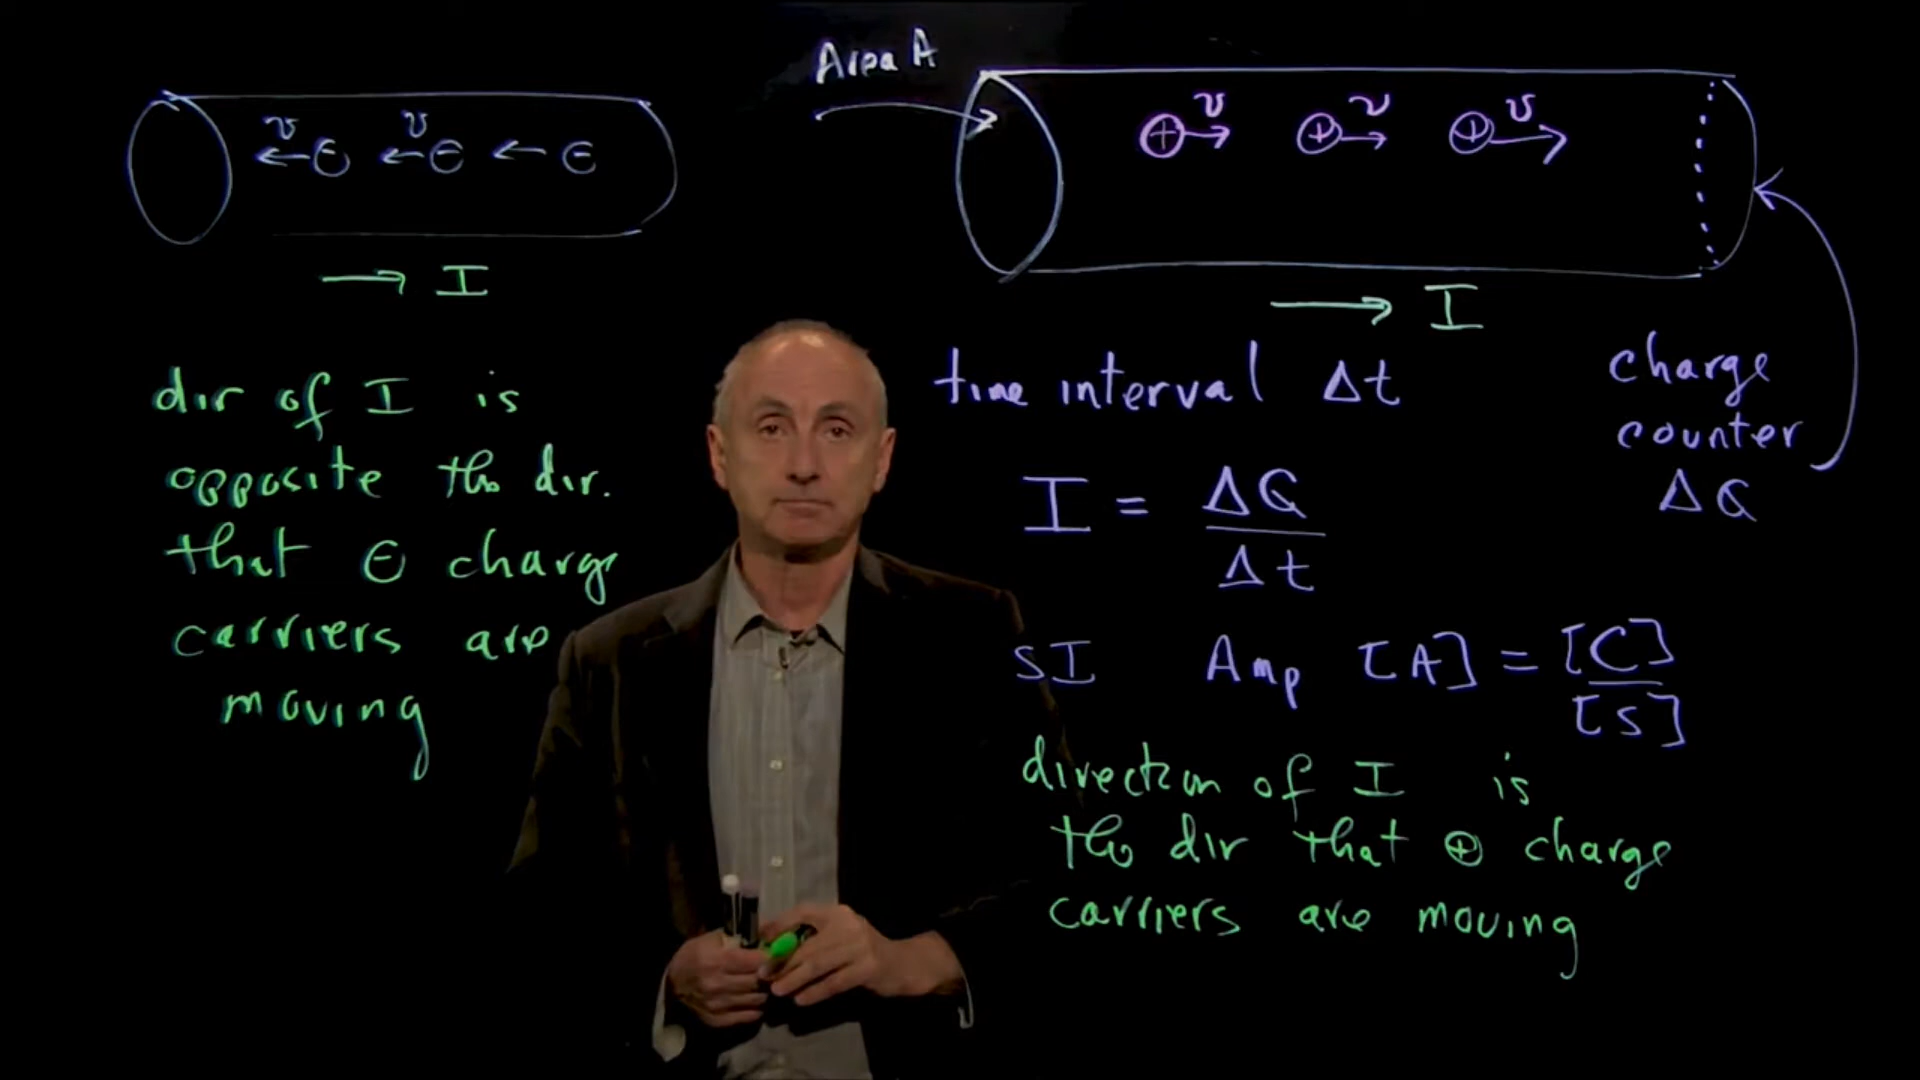 v v
⊖ ⊖ ⊖
→ I
dir of I is
opposite the dir.
that ⊖ charge
carriers are
moving
Area A
v v v
⊕ ⊕ ⊕
→ I
time interval Δt
charge
counter
ΔQ
I = ΔQ
Δt
SI Amp [A] = [C]
[S]
direction of I is
the dir that ⊕ charge
carriers are moving